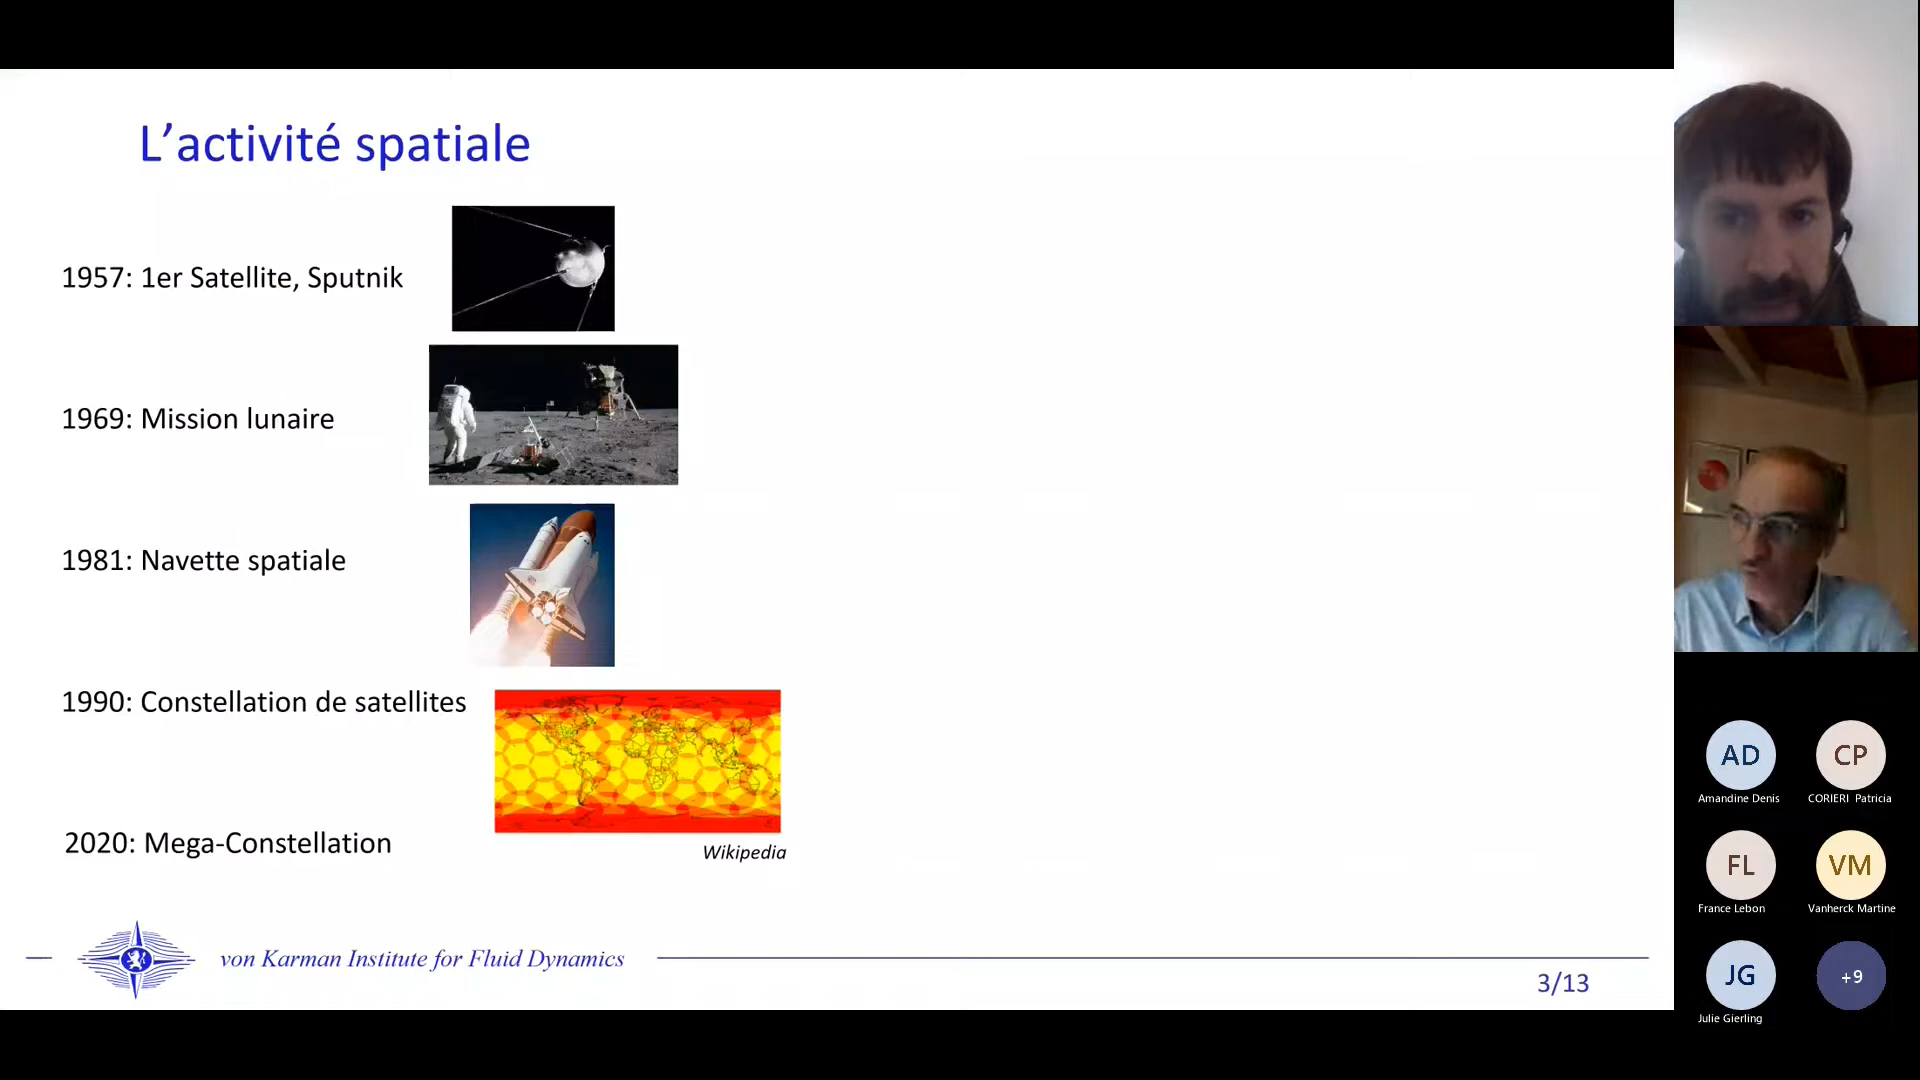 L’activité spatiale
1957: 1er Satellite, Sputnik
1969: Mission lunaire
1981: Navette spatiale
1990: Constellation de satellites
2020: Mega-Constellation
Wikipedia
von Karman Institute for Fluid Dynamics
3/13
AD
CP
Amandine Denis
CORIERI Patricia
FL
VM
France Lebon
Vanherck Martine
JG
+9
Julie Gierling